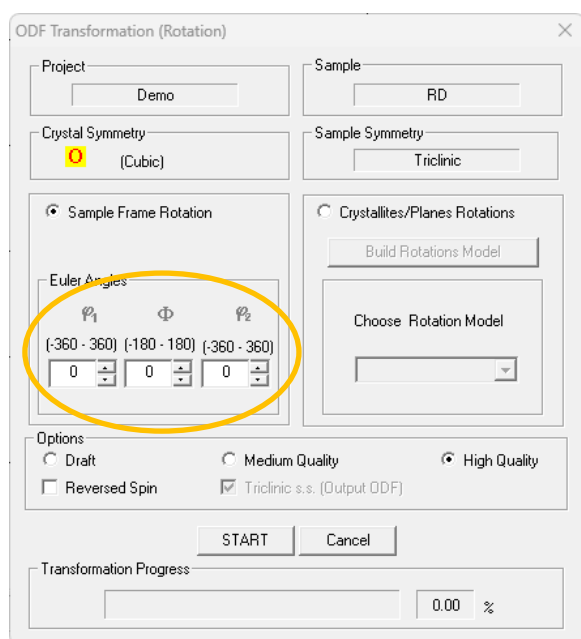 ODF Transformation (Rotation)
Project
Demo
Sample
RD
Crystal Symmetry
O (Cubic)
Sample Symmetry
Triclinic
Sample Frame Rotation
Euler Angles
φ1 Φ φ2
(-360 - 360) (-180 - 180) (-360 - 360)
0 0 0
Crystallites/Planes Rotations
Build Rotations Model
Choose Rotation Model
Options
Draft Medium Quality High Quality
Reversed Spin Triclinic s.s. (Output ODF)
START Cancel
Transformation Progress
0.00 %